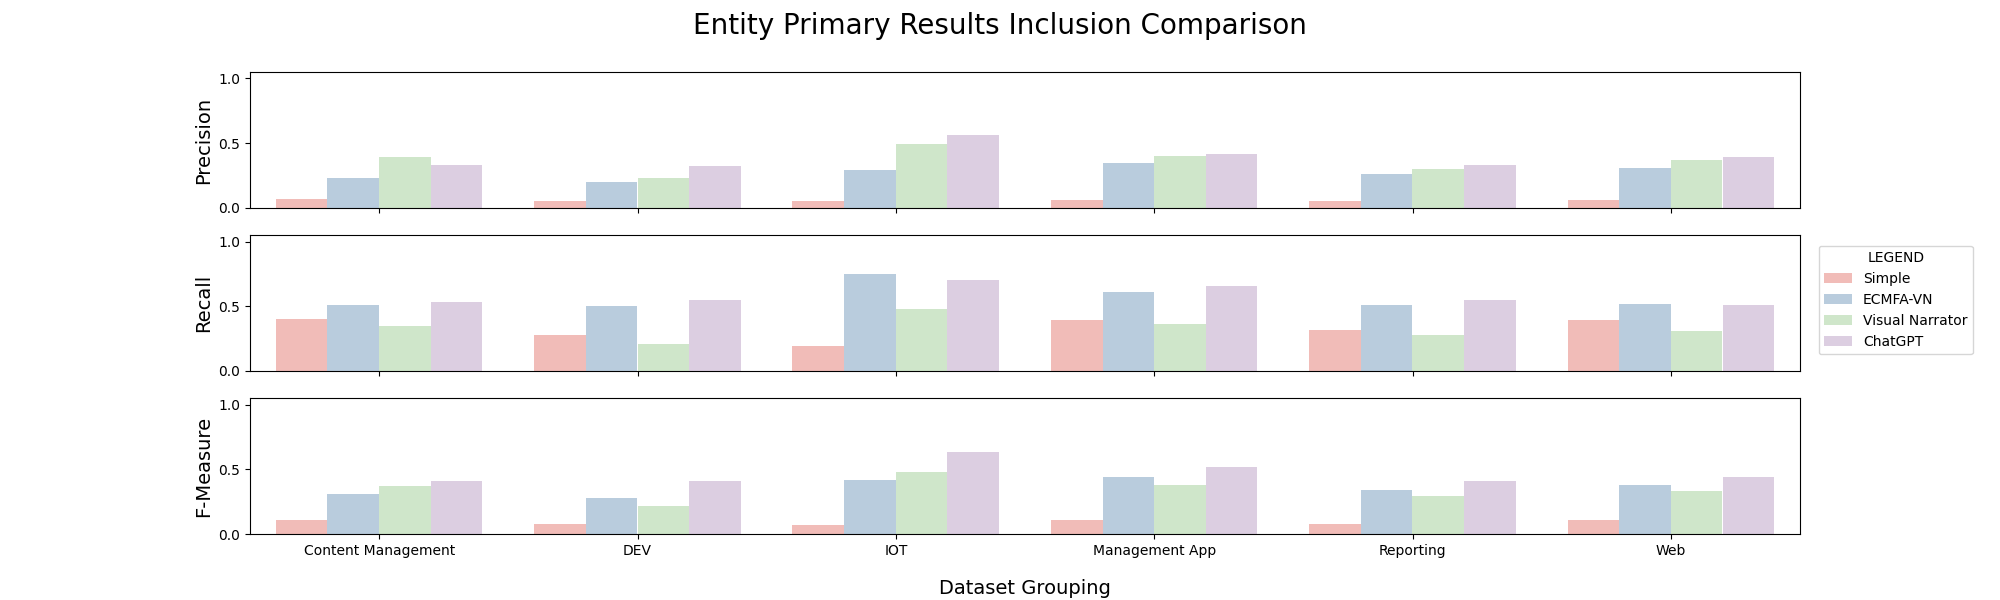 Entity Primary Results Inclusion Comparison
Precision
1.0
0.5
0.0
Recall
1.0
0.5
0.0
LEGEND
Simple
ECMFA-VN
Visual Narrator
ChatGPT
F-Measure
1.0
0.5
0.0
Content Management
DEV
IOT
Management App
Reporting
Web
Dataset Grouping